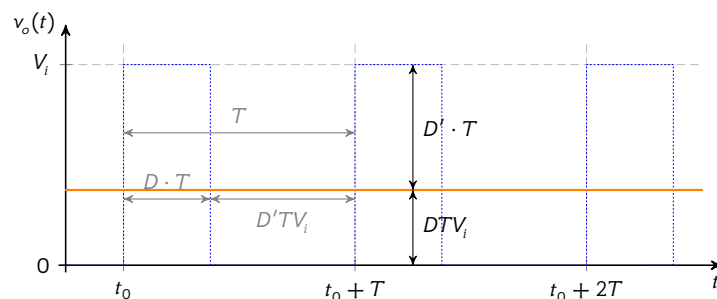 v_o(t)
V_i
T
D' · T
D · T
D'TV_i
DTV_i
0
t_0
t_0 + T
t_0 + 2T
t